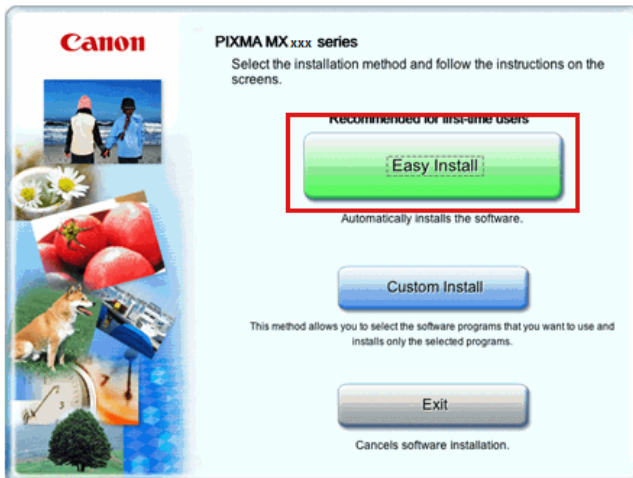 Canon
PIXMA MX xxx series
Select the installation method and follow the instructions on the
screens.
Recommended for first-time users
Easy Install
Automatically installs the software.
Custom Install
This method allows you to select the software programs that you want to use and
installs only the selected programs.
Exit
Cancels software installation.